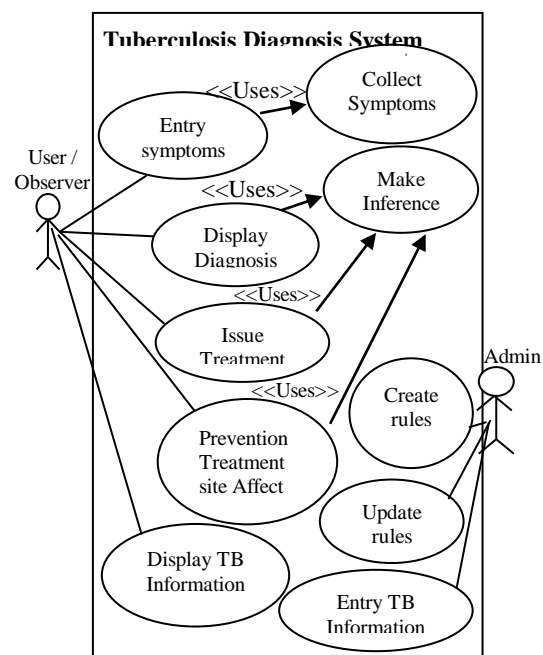 Tuberculosis Diagnosis System
<<Uses>>
Collect
Symptoms
Entry
symptoms
User /
Observer
<<Uses>>
Make
Inference
Display
Diagnosis
<<Uses>>
Issue
Treatment
Admin
<<Uses>>
Create
rules
Prevention
Treatment
site Affect
Update
rules
Display TB
Information
Entry TB
Information